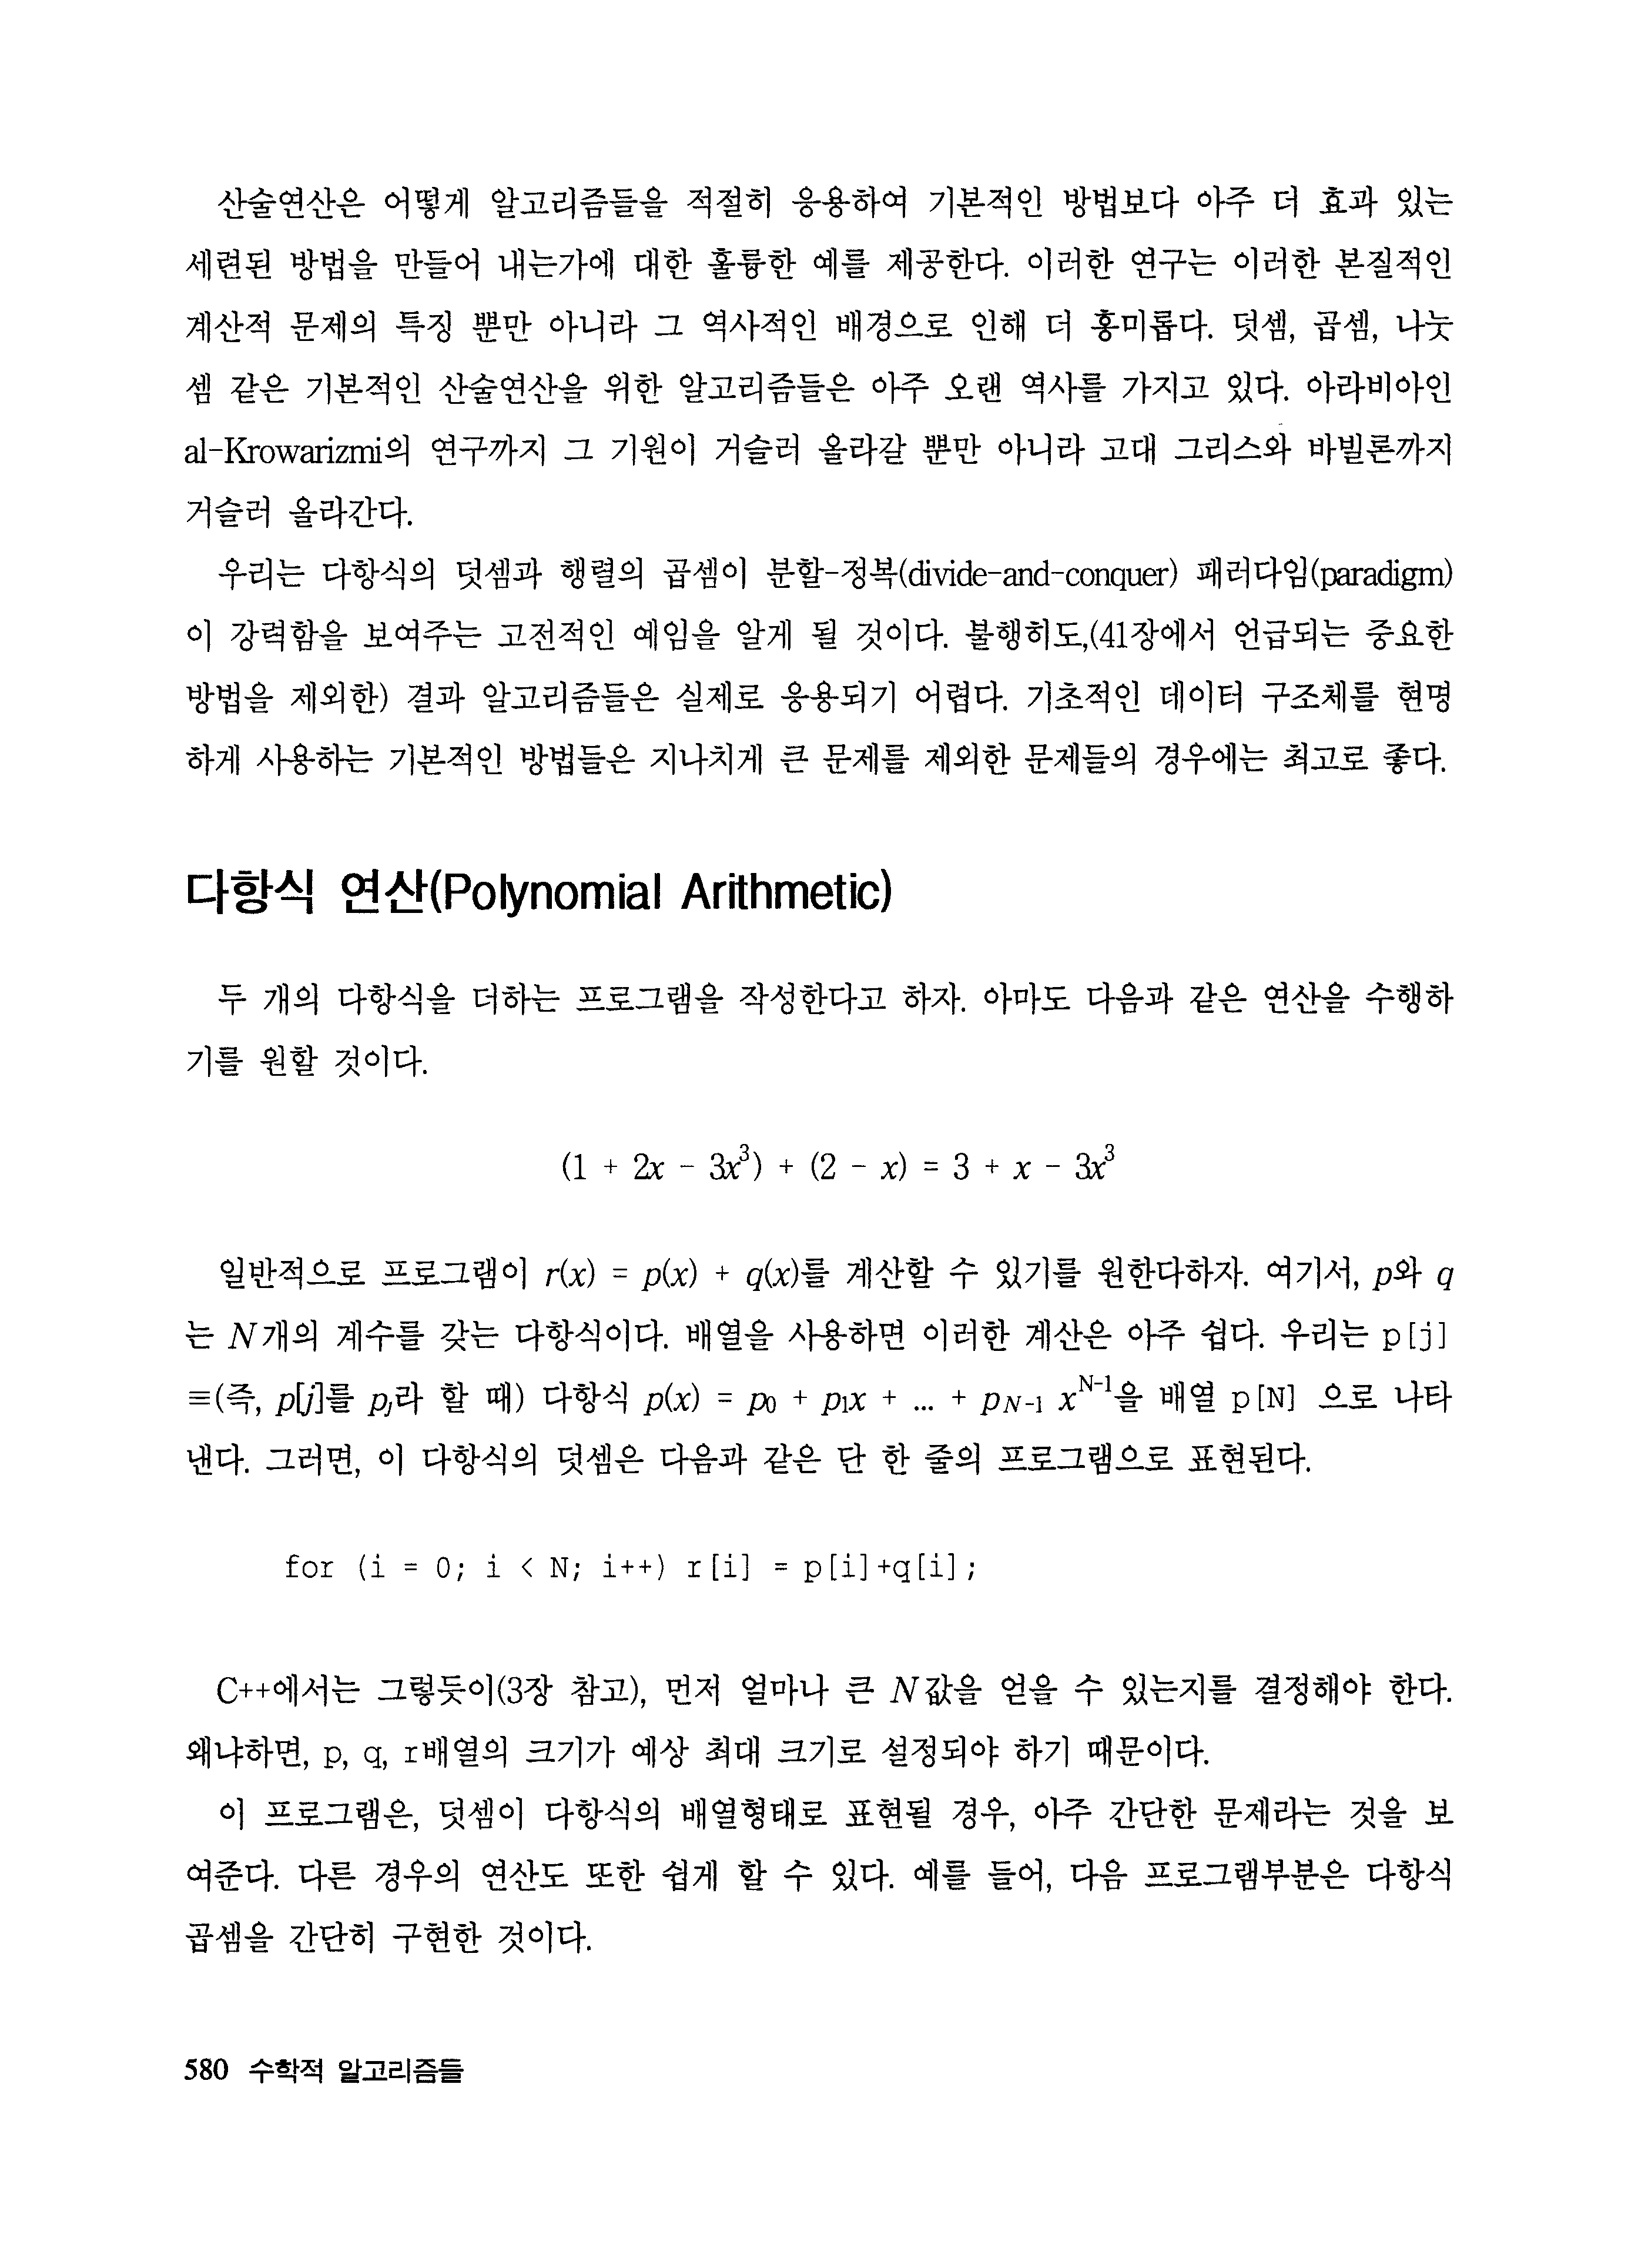 산술연산은 어떻게 알고리즘들을 적절히 응용하여 기본적인 방법보다 아주 더 효과 있는
세련된 방법을 만들어 내는가에 대한 훌륭한 예를 제공한다. 이러한 연구는 이러한 본질적인
계산적 문제의 특징 뿐만 아니라 그 역사적인 배경으로 인해 더 흥미롭다. 덧셈, 곱셈, 나눗
셈 같은 기본적인 산술연산을 위한 알고리즘들은 아주 오랜 역사를 가지고 있다. 아라비아인
al-Krowarizmi의 연구까지 그 기원이 거슬러 올라갈 뿐만 아니라 고대 그리스와 바빌론까지
거슬러 올라간다.
우리는 다항식의 덧셈과 행렬의 곱셈이 분할-정복(divide-and-conquer) 패러다임(paradigm)
이 강력함을 보여주는 고전적인 예임을 알게 될 것이다. 불행히도,(41장에서 언급되는 중요한
방법을 제외한) 결과 알고리즘들은 실제로 응용되기 어렵다. 기초적인 데이터 구조체를 현명
하게 사용하는 기본적인 방법들은 지나치게 큰 문제를 제외한 문제들의 경우에는 최고로 좋다.
다항식 연산(Polynomial Arithmetic)
두 개의 다항식을 더하는 프로그램을 작성한다고 하자. 아마도 다음과 같은 연산을 수행하
기를 원할 것이다.
(1 + 2x - 3x³) + (2 - x) = 3 + x - 3x³
일반적으로 프로그램이 r(x) = p(x) + q(x)를 계산할 수 있기를 원한다하자. 여기서, p와 q
는 N개의 계수를 갖는 다항식이다. 배열을 사용하면 이러한 계산은 아주 쉽다. 우리는 p[j]
≡(즉, p[j]를 pⱼ라 할 때) 다항식 p(x) = p₀ + p₁x + ... + p_{N-1} x^{N-1}을 배열 p[N] 으로 나타
낸다. 그러면, 이 다항식의 덧셈은 다음과 같은 단 한 줄의 프로그램으로 표현된다.
for (i = 0; i < N; i++) r[i] = p[i]+q[i];
C++에서는 그렇듯이(3장 참고), 먼저 얼마나 큰 N값을 얻을 수 있는지를 결정해야 한다.
왜냐하면, p, q, r배열의 크기가 예상 최대 크기로 설정되야 하기 때문이다.
이 프로그램은, 덧셈이 다항식의 배열형태로 표현될 경우, 아주 간단한 문제라는 것을 보
여준다. 다른 경우의 연산도 또한 쉽게 할 수 있다. 예를 들어, 다음 프로그램부분은 다항식
곱셈을 간단히 구현한 것이다.
580 수학적 알고리즘들